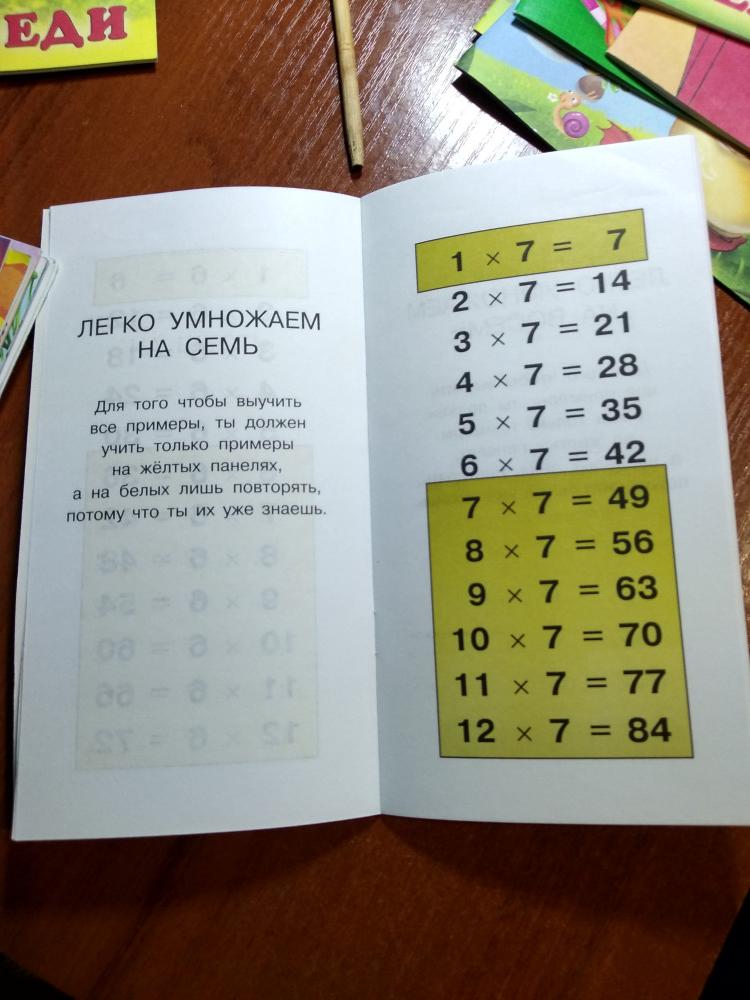 ЕДИ
ЛЕГКО УМНОЖАЕМ
НА СЕМЬ
Для того чтобы выучить
все примеры, ты должен
учить только примеры
на жёлтых панелях,
а на белых лишь повторять,
потому что ты их уже знаешь.
1 × 7 = 7
2 × 7 = 14
3 × 7 = 21
4 × 7 = 28
5 × 7 = 35
6 × 7 = 42
7 × 7 = 49
8 × 7 = 56
9 × 7 = 63
10 × 7 = 70
11 × 7 = 77
12 × 7 = 84